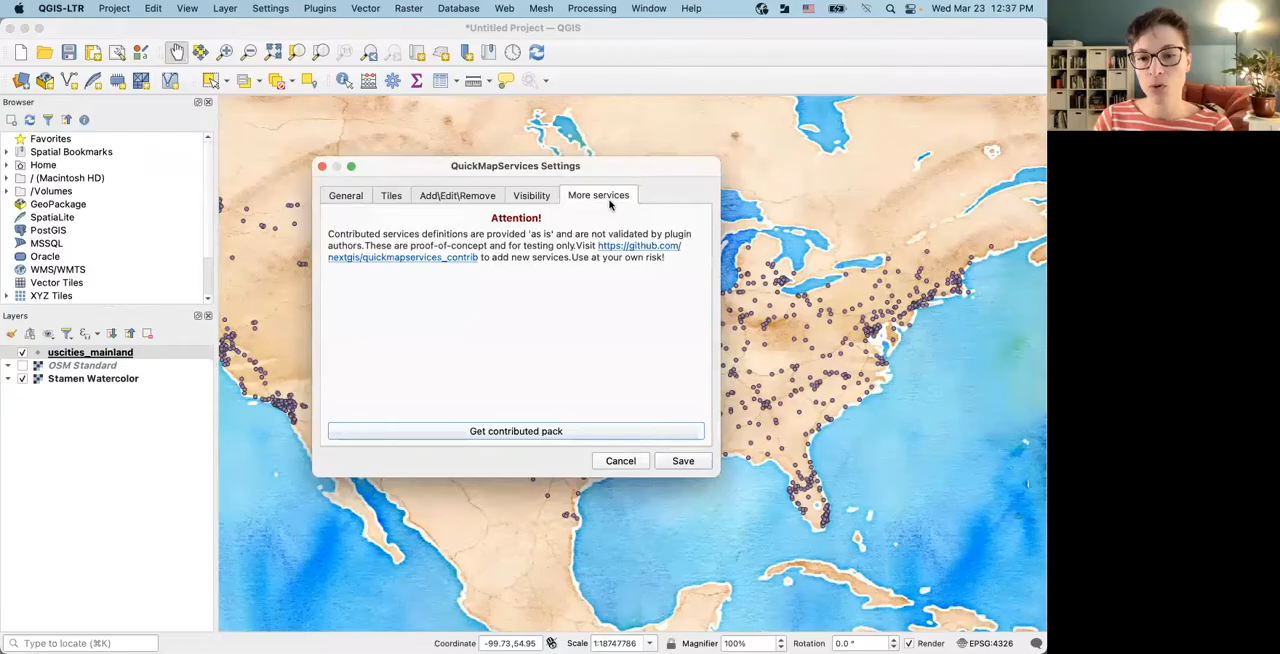 QGIS-LTR Project Edit View Layer Settings Plugins Vector Raster Database Web Mesh Processing Window Help Wed Mar 23 12:37 PM
*Untitled Project — QGIS
Browser
Favorites
Spatial Bookmarks
Home
/ (Macintosh HD)
/Volumes
GeoPackage
SpatiaLite
PostGIS
MSSQL
Oracle
WMS/WMTS
Vector Tiles
XYZ Tiles
Layers
uscities_mainland
OSM Standard
Stamen Watercolor
QuickMapServices Settings
General Tiles Add\Edit\Remove Visibility More services
Attention!
Contributed services definitions are provided 'as is' and are not validated by plugin
authors.These are proof-of-concept and for testing only.Visit https://github.com/
nextgis/quickmapservices_contrib to add new services.Use at your own risk!
Get contributed pack
Cancel Save
Type to locate (⌘K) Coordinate -99.73,54.95 Scale 1:18747786 Magnifier 100% Rotation 0.0 ° Render EPSG:4326